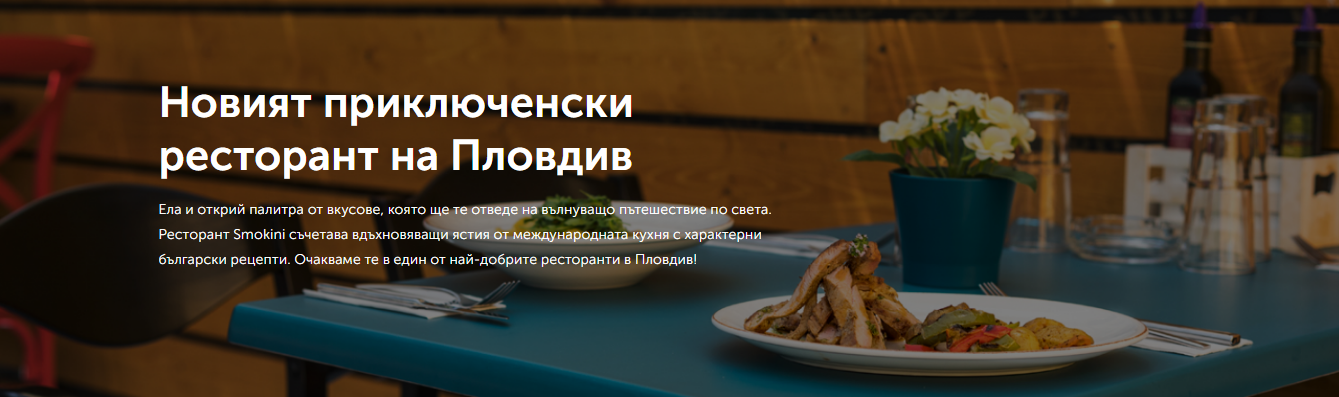 Новият приключенски
ресторант на Пловдив
Ела и открий палитра от вкусове, която ще те отведе на вълнуващо пътешествие по света.
Ресторант Smokini съчетава вдъхновяващи ястия от международната кухня с характерни
български рецепти. Очакваме те в един от най-добрите ресторанти в Пловдив!